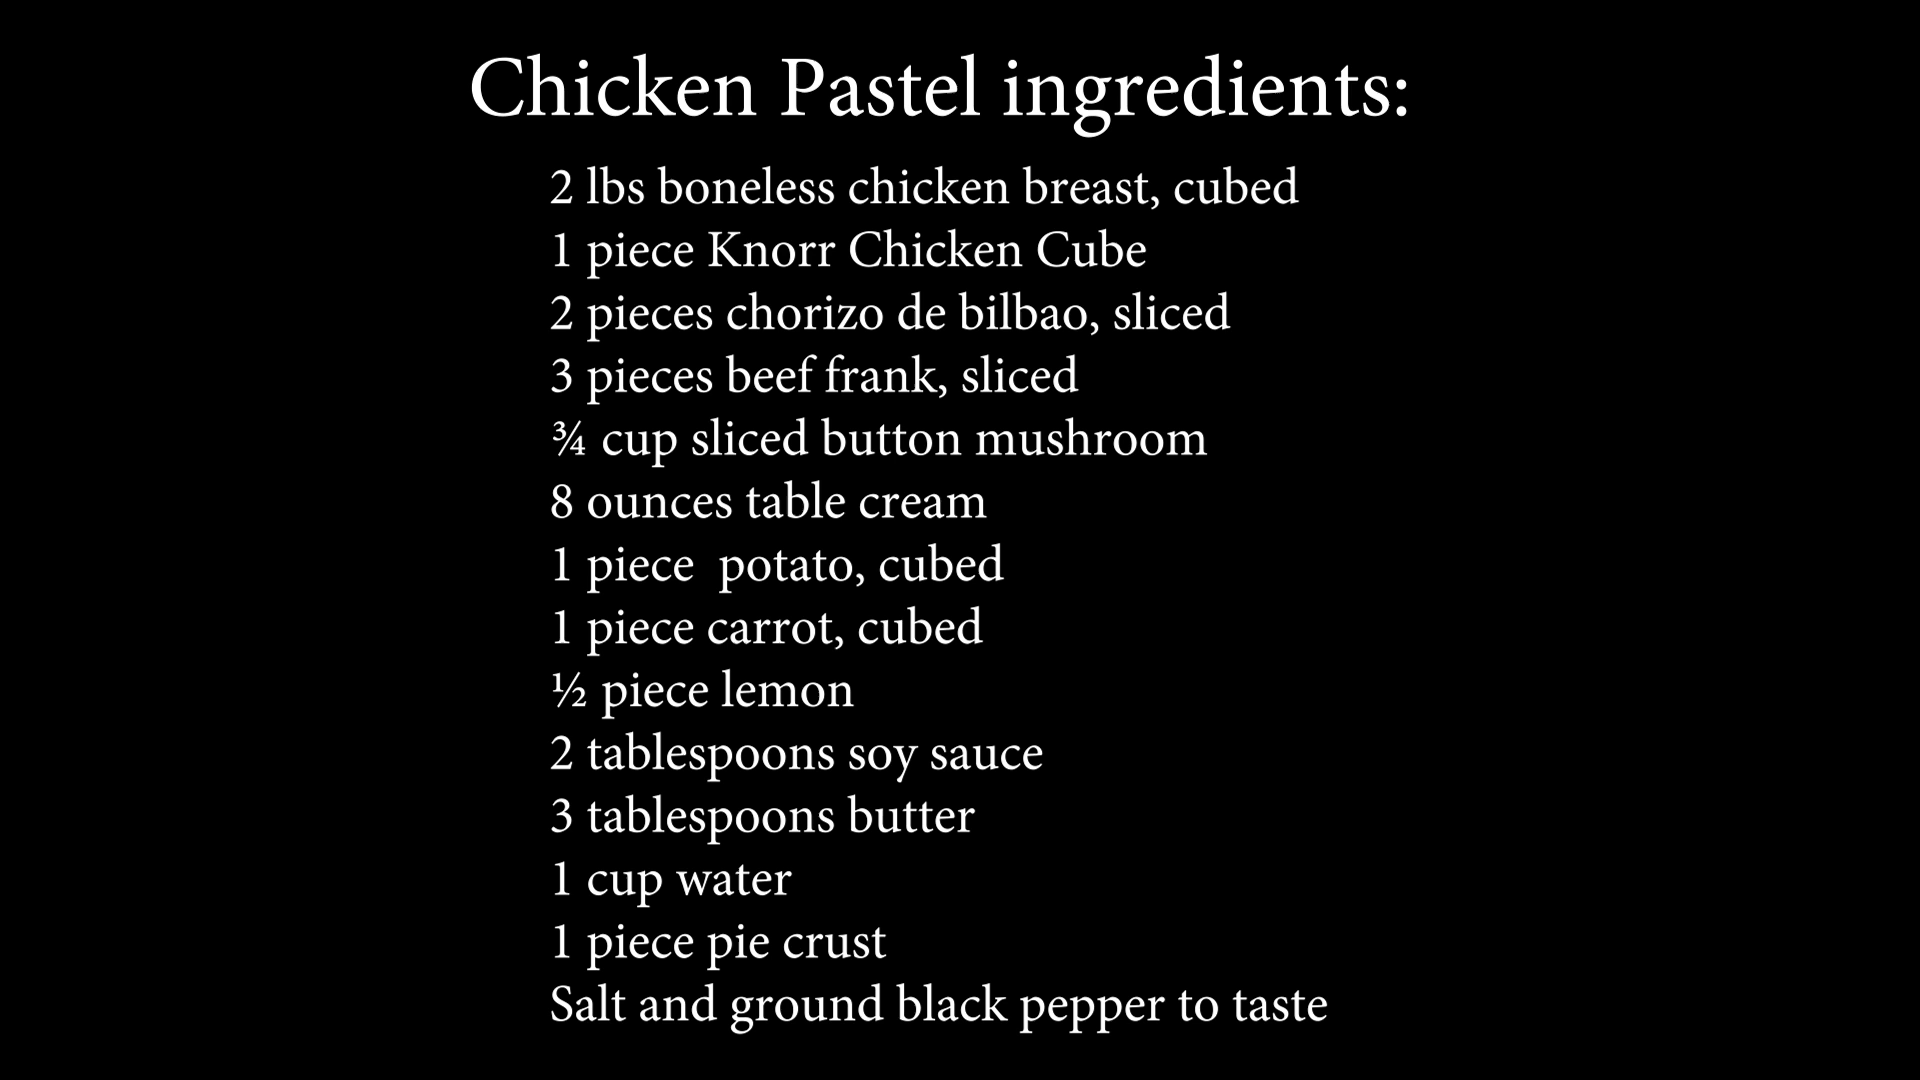 Chicken Pastel ingredients:
2 lbs boneless chicken breast, cubed
1 piece Knorr Chicken Cube
2 pieces chorizo de bilbao, sliced
3 pieces beef frank, sliced
¾ cup sliced button mushroom
8 ounces table cream
1 piece  potato, cubed
1 piece carrot, cubed
½ piece lemon
2 tablespoons soy sauce
3 tablespoons butter
1 cup water
1 piece pie crust
Salt and ground black pepper to taste